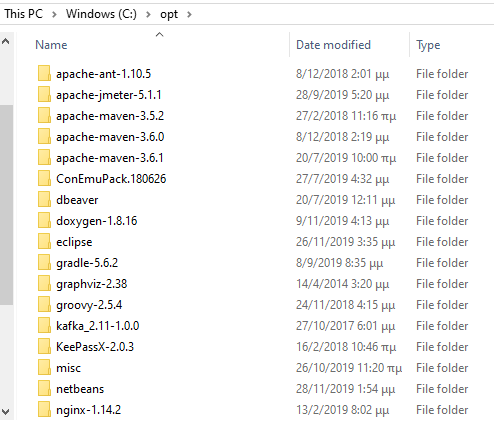 This PC > Windows (C:) > opt >
Name Date modified Type
apache-ant-1.10.5 8/12/2018 2:01 μμ File folder
apache-jmeter-5.1.1 28/9/2019 5:20 μμ File folder
apache-maven-3.5.2 27/2/2018 11:16 πμ File folder
apache-maven-3.6.0 8/12/2018 2:19 μμ File folder
apache-maven-3.6.1 20/7/2019 10:00 πμ File folder
ConEmuPack.180626 27/7/2019 4:32 μμ File folder
dbeaver 20/7/2019 12:11 μμ File folder
doxygen-1.8.16 9/11/2019 4:13 μμ File folder
eclipse 26/11/2019 3:35 μμ File folder
gradle-5.6.2 8/9/2019 8:35 μμ File folder
graphviz-2.38 14/4/2014 3:20 μμ File folder
groovy-2.5.4 24/11/2018 4:15 μμ File folder
kafka_2.11-1.0.0 27/10/2017 6:01 μμ File folder
KeePassX-2.0.3 16/2/2018 10:46 πμ File folder
misc 26/10/2019 11:20 πμ File folder
netbeans 28/11/2019 1:54 μμ File folder
nginx-1.14.2 13/2/2019 8:02 μμ File folder